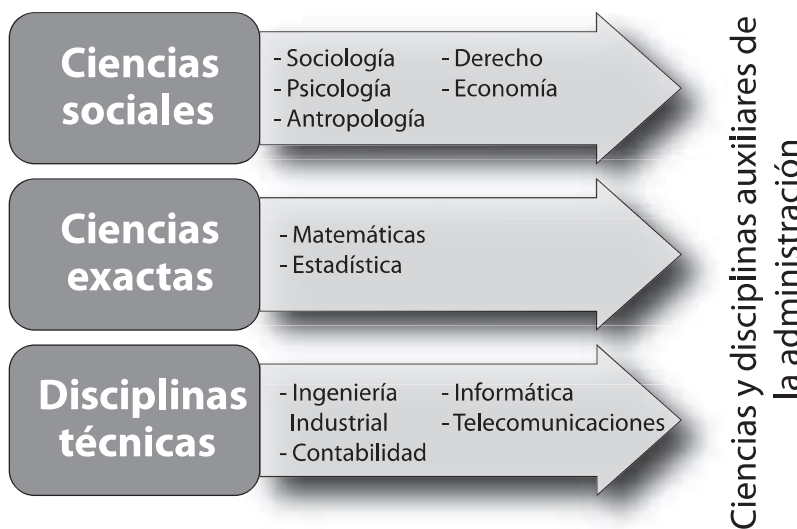 Ciencias
sociales
- Sociología
- Psicología
- Antropología
- Derecho
- Economía
Ciencias
exactas
- Matemáticas
- Estadística
Disciplinas
técnicas
- Ingeniería
Industrial
- Contabilidad
- Informática
- Telecomunicaciones
Ciencias y disciplinas auxiliares de
la administración